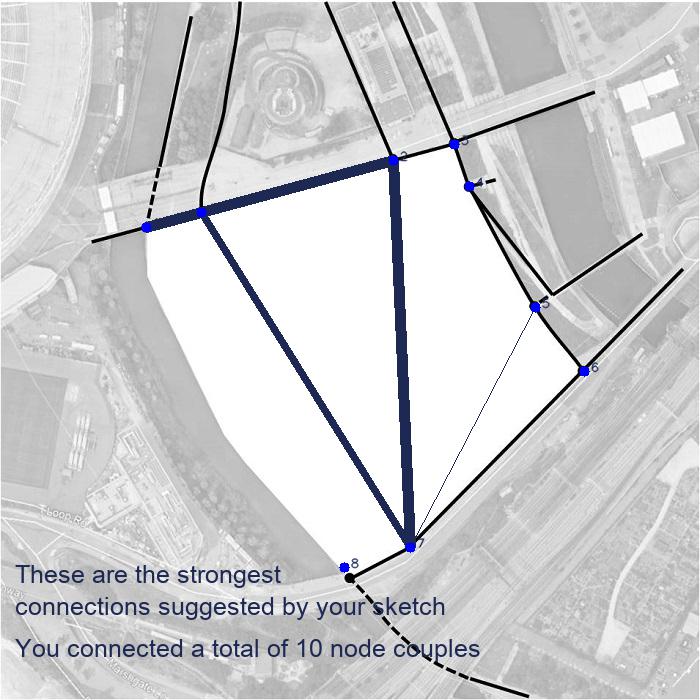 2
3
4
5
6
7
8
Loop Rd
These are the strongest
connections suggested by your sketch
You connected a total of 10 node couples
Marshgate